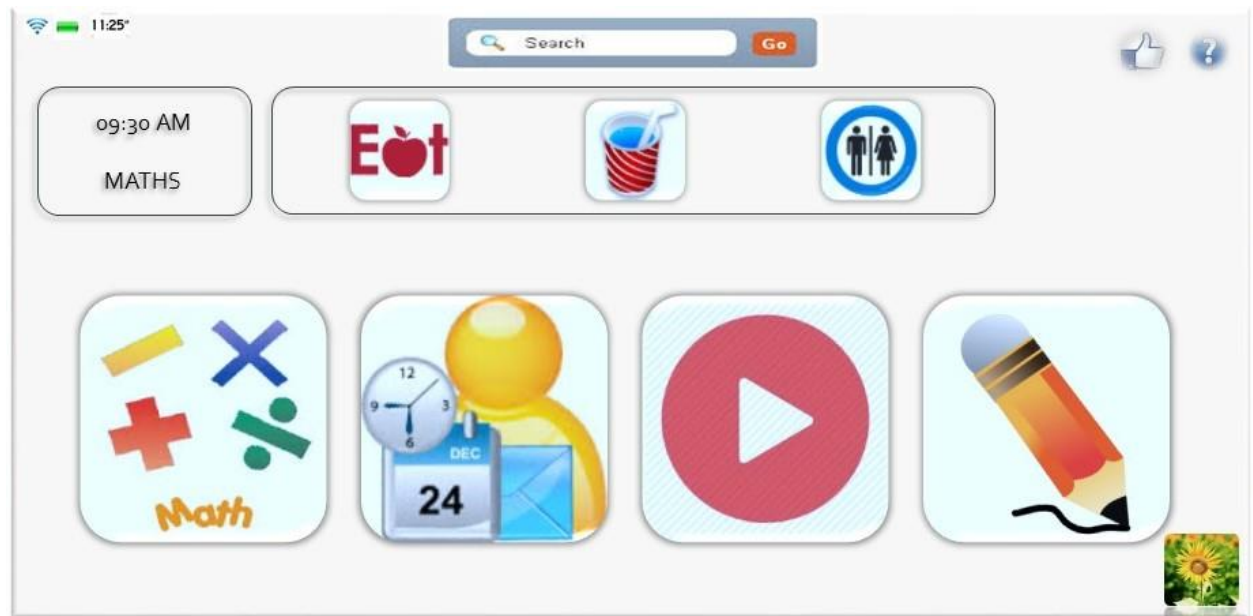 11:25"
Search
Go
?
09:30 AM
MATHS
Eat
12
9 3
6
DEC
24
Math